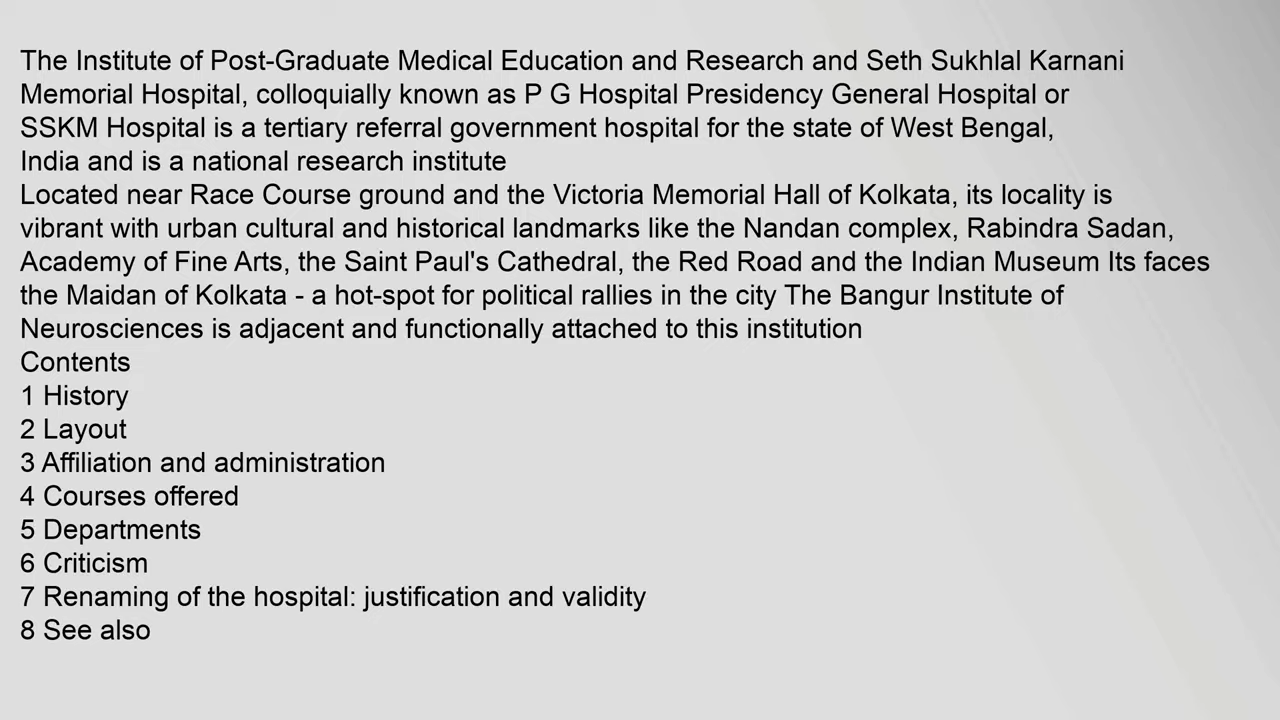 The Institute of Post-Graduate Medical Education and Research and Seth Sukhlal Karnani
Memorial Hospital, colloquially known as P G Hospital Presidency General Hospital or
SSKM Hospital is a tertiary referral government hospital for the state of West Bengal,
India and is a national research institute
Located near Race Course ground and the Victoria Memorial Hall of Kolkata, its locality is
vibrant with urban cultural and historical landmarks like the Nandan complex, Rabindra Sadan,
Academy of Fine Arts, the Saint Paul's Cathedral, the Red Road and the Indian Museum Its faces
the Maidan of Kolkata - a hot-spot for political rallies in the city The Bangur Institute of
Neurosciences is adjacent and functionally attached to this institution
Contents
1 History
2 Layout
3 Affiliation and administration
4 Courses offered
5 Departments
6 Criticism
7 Renaming of the hospital: justification and validity
8 See also